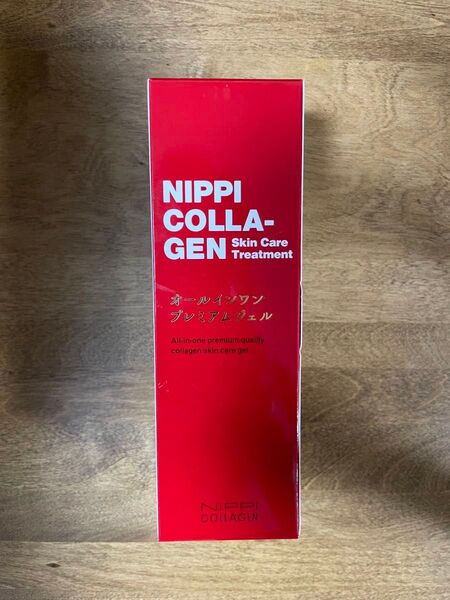 NIPPI
COLLA-
GEN Skin Care
Treatment
オールインワン
プレミアムジェル
All-in-one premium quality
collagen skin care gel
NIPPI
COLLAGEN